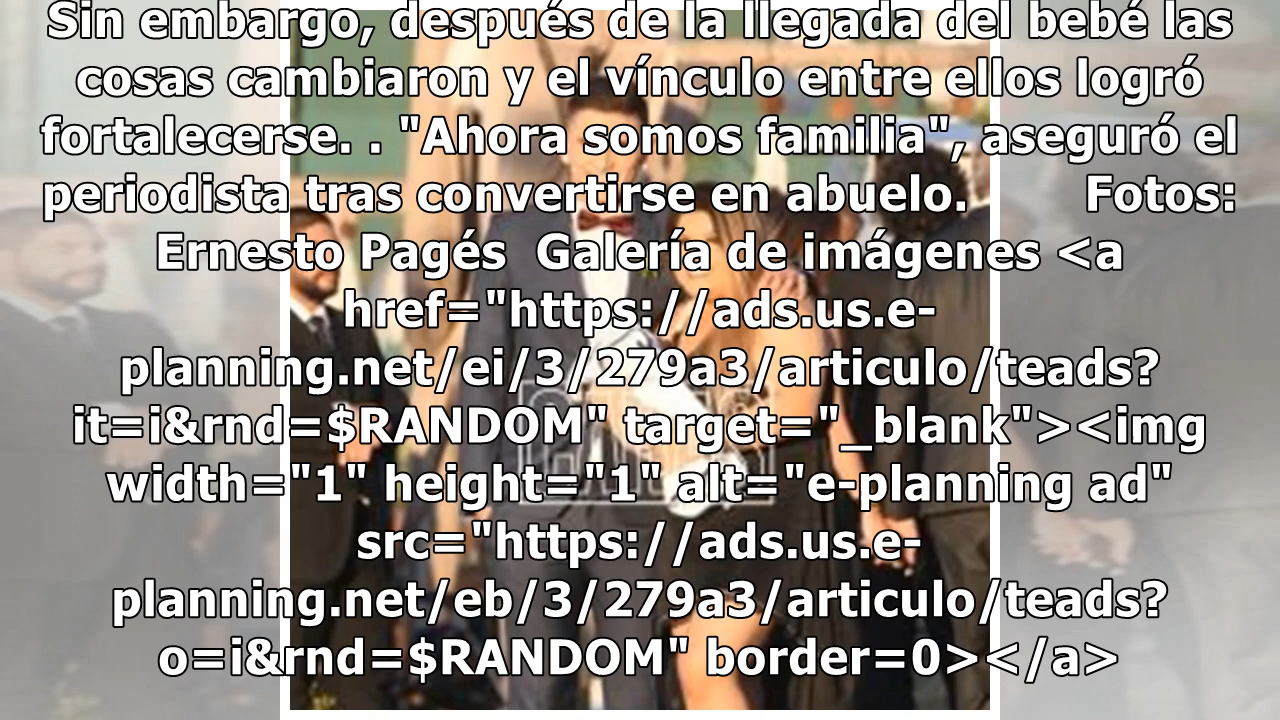 Sin embargo, después de la llegada del bebé las
cosas cambiaron y el vínculo entre ellos logró
fortalecerse. . "Ahora somos familia", aseguró el
periodista tras convertirse en abuelo.        Fotos:
Ernesto Pagés  Galería de imágenes <a
href="https://ads.us.e-
planning.net/ei/3/279a3/articulo/teads?
it=i&rnd=$RANDOM" target="_blank"><img
width="1" height="1" alt="e-planning ad"
src="https://ads.us.e-
planning.net/eb/3/279a3/articulo/teads?
o=i&rnd=$RANDOM" border=0></a>